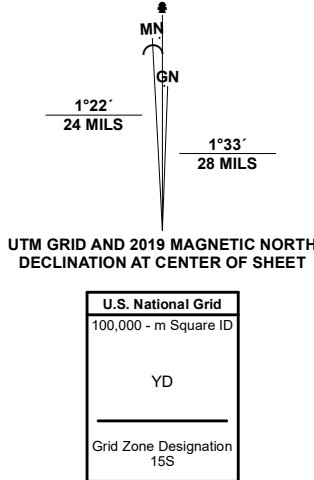 MN
GN
1°22´
24 MILS
1°33´
28 MILS
UTM GRID AND 2019 MAGNETIC NORTH
DECLINATION AT CENTER OF SHEET
U.S. National Grid
100,000 - m Square ID
YD
Grid Zone Designation
15S